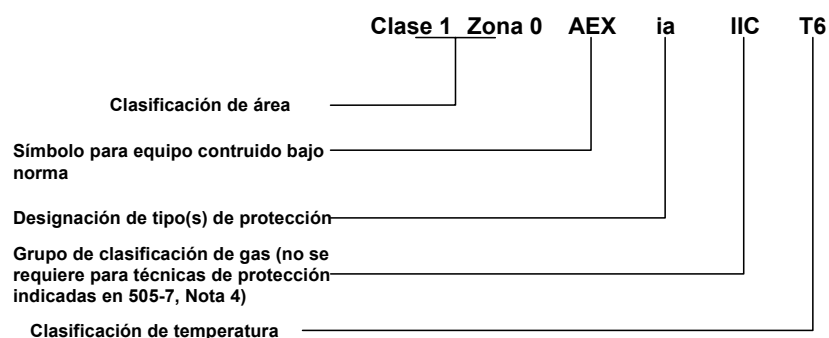 Clase 1 Zona 0 AEX ia IIC T6
Clasificación de área
Símbolo para equipo contruido bajo
norma
Designación de tipo(s) de protección
Grupo de clasificación de gas (no se
requiere para técnicas de protección
indicadas en 505-7, Nota 4)
Clasificación de temperatura